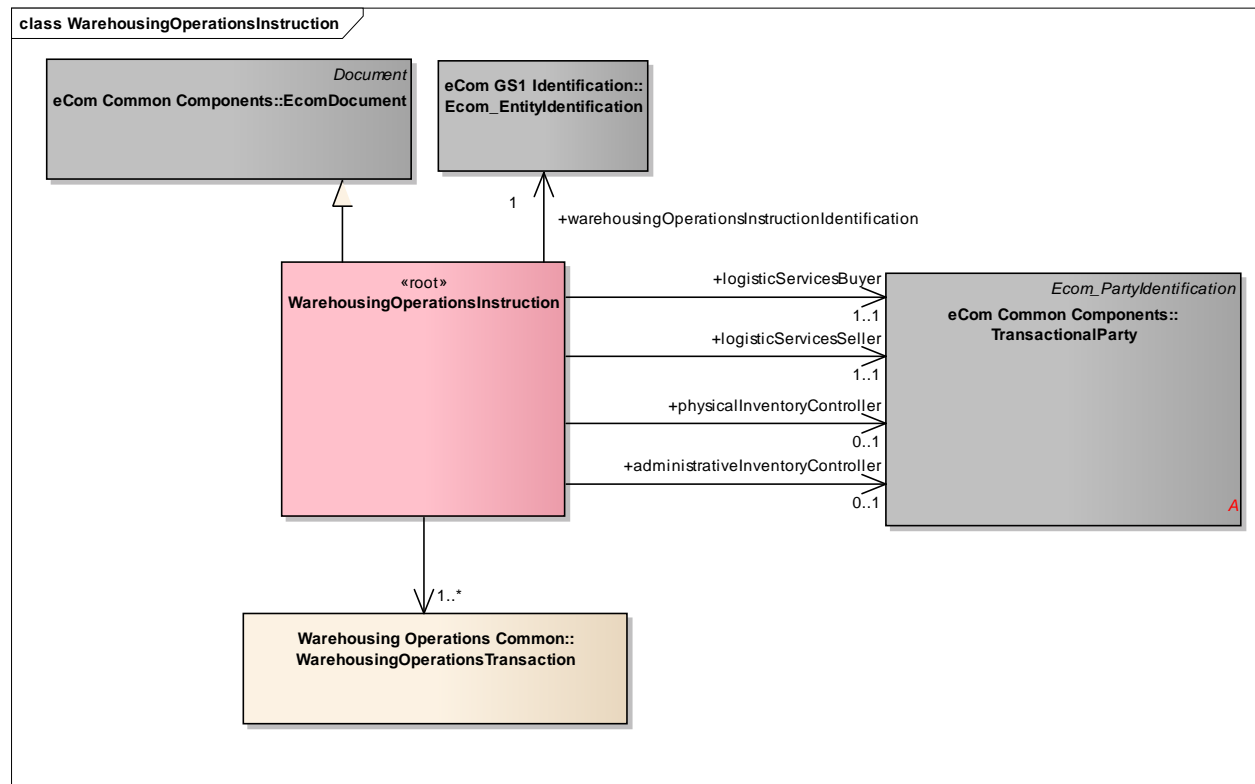 class WarehousingOperationsInstruction
Document
eCom Common Components::EcomDocument
eCom GS1 Identification::
Ecom_EntityIdentification
1
+warehousingOperationsInstructionIdentification
«root»
WarehousingOperationsInstruction
+logisticServicesBuyer
1..1
+logisticServicesSeller
1..1
+physicalInventoryController
0..1
+administrativeInventoryController
0..1
Ecom_PartyIdentification
eCom Common Components::
TransactionalParty
A
1..*
Warehousing Operations Common::
WarehousingOperationsTransaction